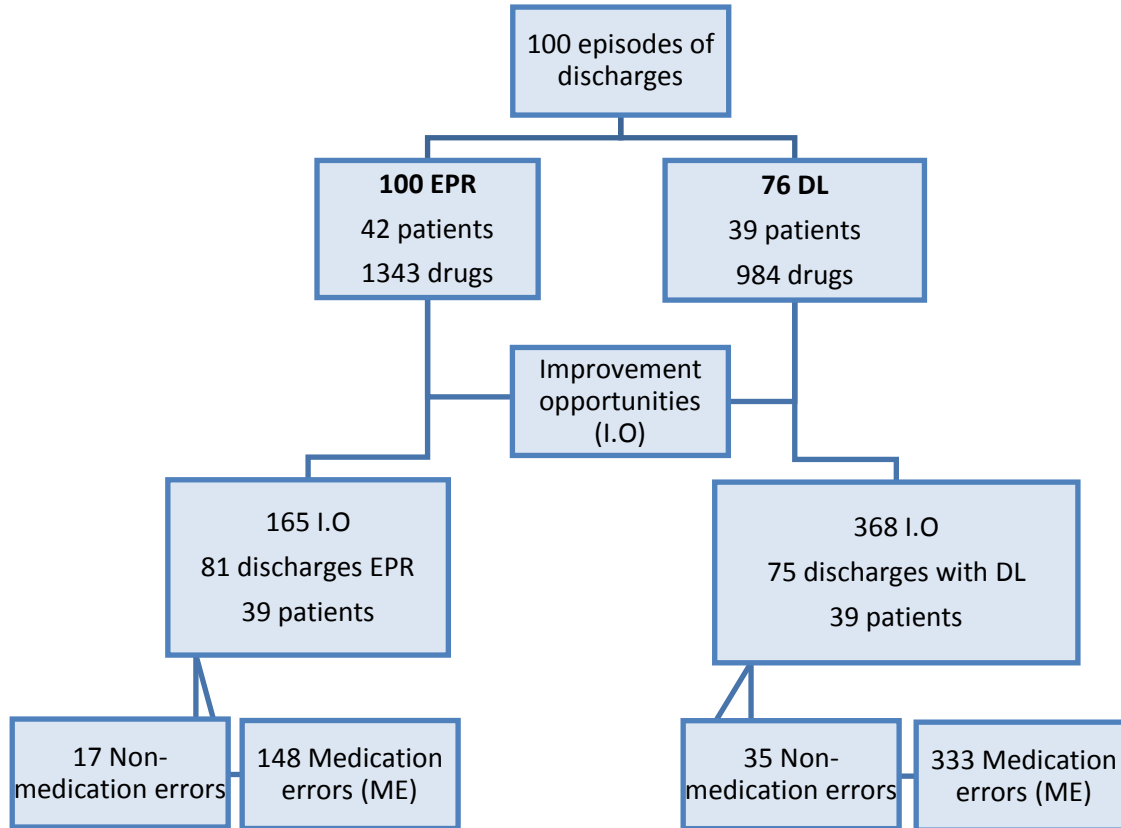 100 episodes of
discharges
100 EPR
42 patients
1343 drugs
76 DL
39 patients
984 drugs
Improvement
opportunities
(I.O)
165 I.O
81 discharges EPR
39 patients
368 I.O
75 discharges with DL
39 patients
17 Non-
medication errors
148 Medication
errors (ME)
35 Non-
medication errors
333 Medication
errors (ME)